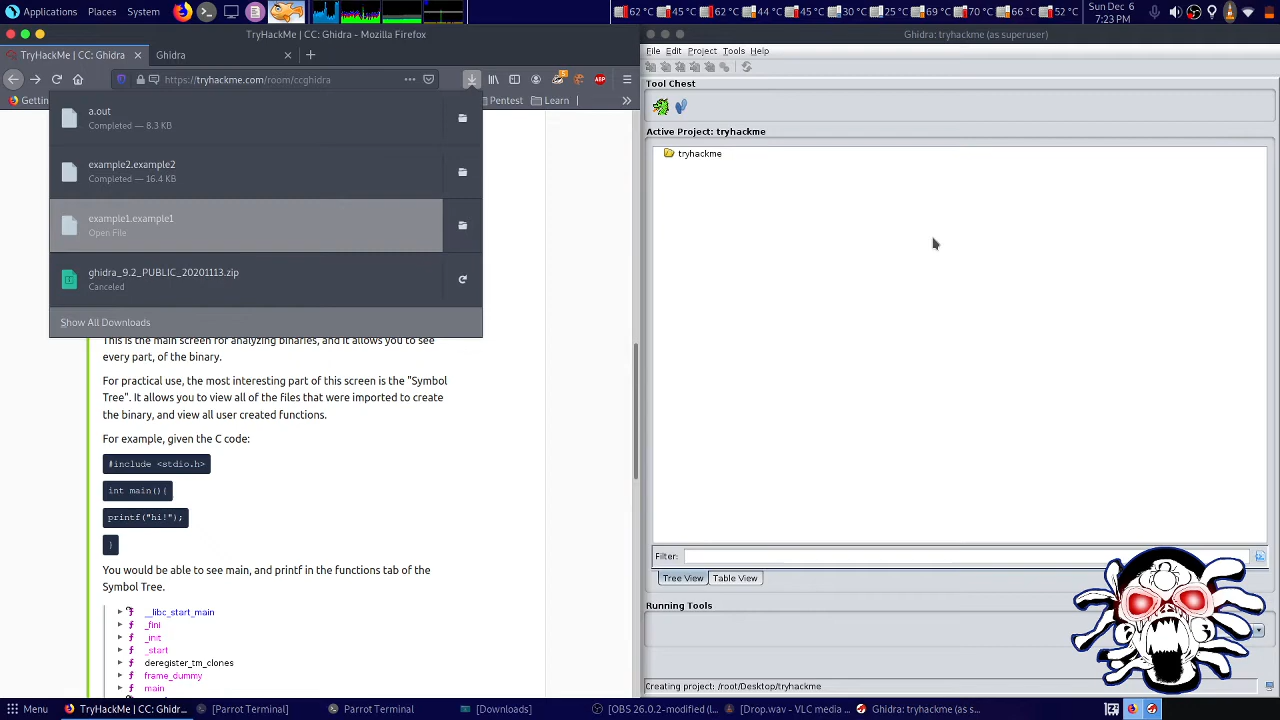 Applications Places System
62 °C 45 °C 62 °C 44 °C
Sun Dec 6
7:23 PM
TryHackMe | CC: Ghidra - Mozilla Firefox
TryHackMe | CC: Ghidra
Ghidra
https://tryhackme.com/room/ccghidra
Pentest
Learn
a.out
Completed — 8.3 KB
example2.example2
Completed — 16.4 KB
example1.example1
Open File
ghidra_9.2_PUBLIC_20201113.zip
Canceled
Show All Downloads
This is the main screen for analyzing binaries, and it allows you to see
every part, of the binary.
For practical use, the most interesting part of this screen is the "Symbol
Tree". It allows you to view all of the files that were imported to create
the binary, and view all user created functions.
For example, given the C code:
#include <stdio.h>
int main(){
printf("hi!");
}
You would be able to see main, and printf in the functions tab of the
Symbol Tree.
__libc_start_main
_fini
_init
_start
deregister_tm_clones
frame_dummy
main
Ghidra: tryhackme (as superuser)
File Edit Project Tools Help
Tool Chest
Active Project: tryhackme
tryhackme
Filter:
Tree View Table View
Running Tools
Creating project: /root/Desktop/tryhackme
Menu
TryHackMe | CC: Ghidr...
[Parrot Terminal]
Parrot Terminal
[Downloads]
[OBS 26.0.2-modified (l...
[Drop.wav - VLC media ...
Ghidra: tryhackme (as s...